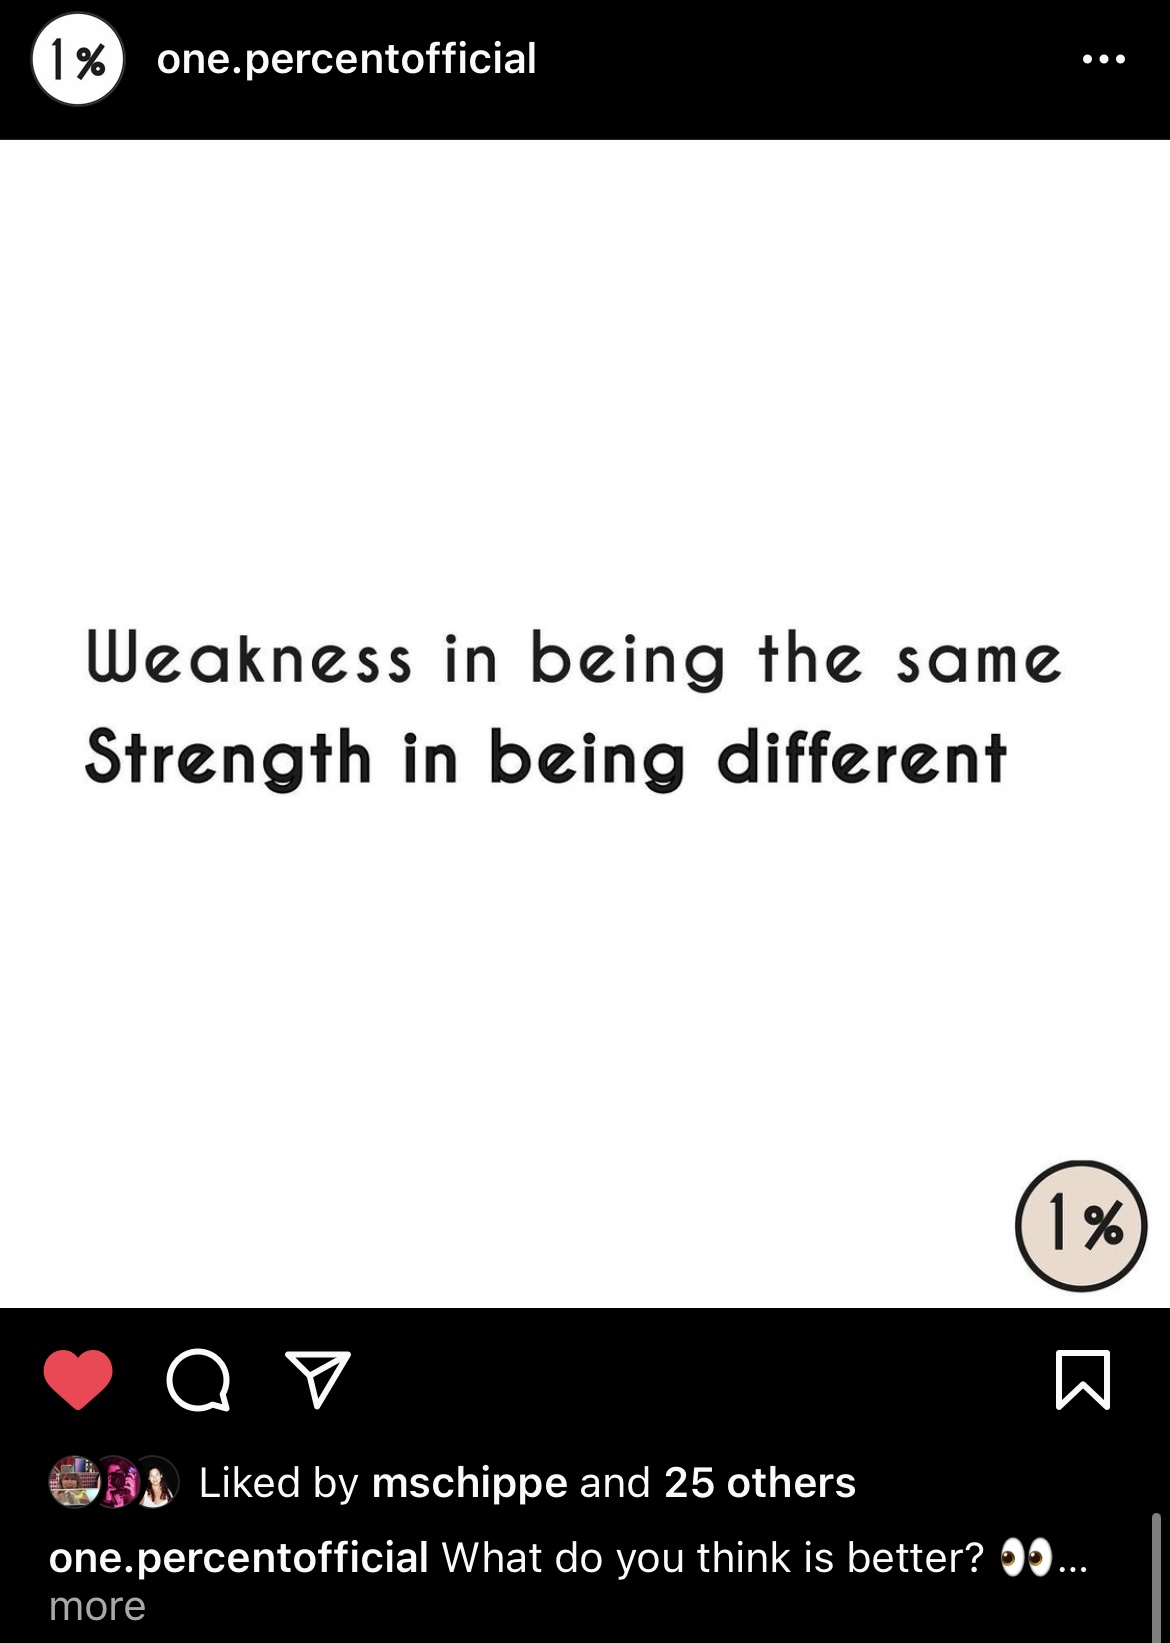 1% one.percentofficial
Weakness in being the same
Strength in being different
1%
Liked by mschippe and 25 others
one.percentofficial What do you think is better? 👀...
more